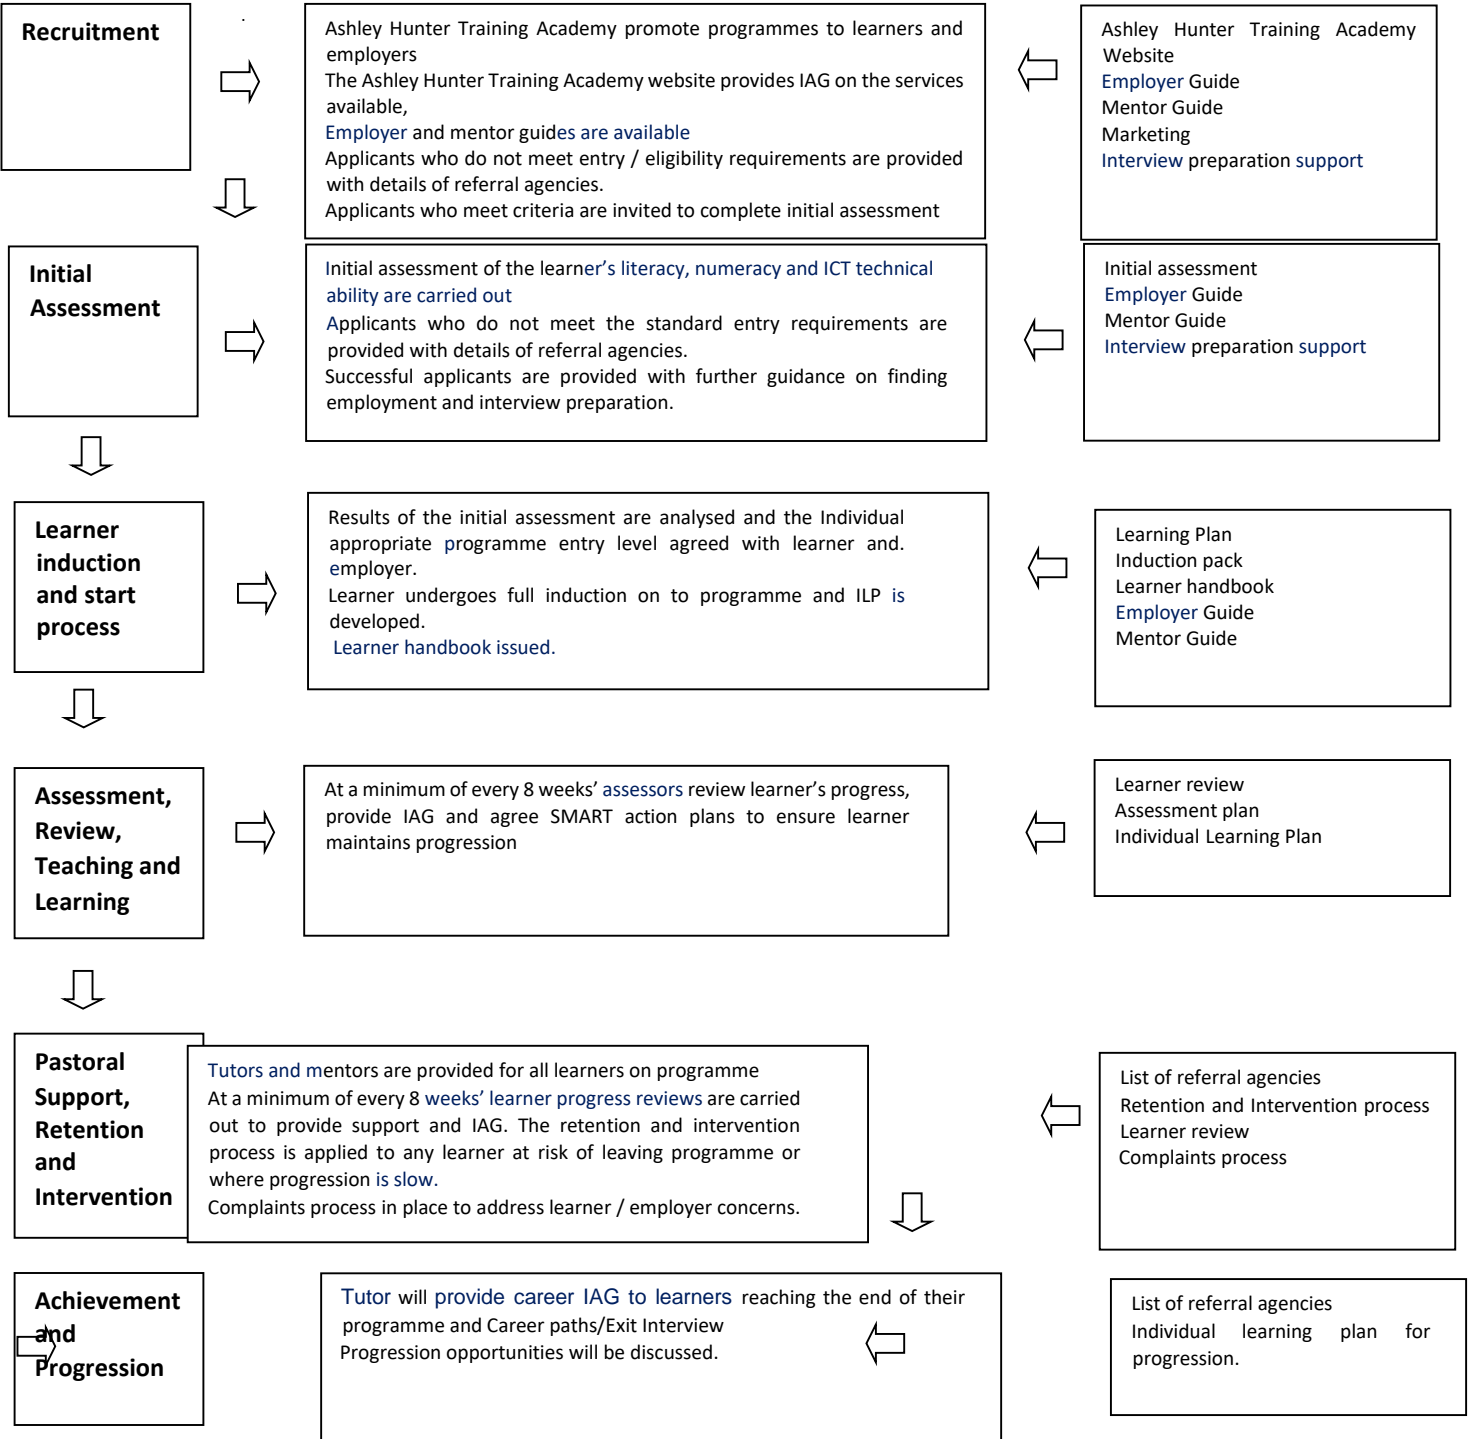 Recruitment
Ashley Hunter Training Academy promote programmes to learners and
employers
The Ashley Hunter Training Academy website provides IAG on the services
available,
Employer and mentor guides are available
Applicants who do not meet entry / eligibility requirements are provided
with details of referral agencies.
Applicants who meet criteria are invited to complete initial assessment
Ashley Hunter Training Academy
Website
Employer Guide
Mentor Guide
Marketing
Interview preparation support
Initial
Assessment
Initial assessment of the learner’s literacy, numeracy and ICT technical
ability are carried out
Applicants who do not meet the standard entry requirements are
provided with details of referral agencies.
Successful applicants are provided with further guidance on finding
employment and interview preparation.
Initial assessment
Employer Guide
Mentor Guide
Interview preparation support
Learner
induction
and start
process
Results of the initial assessment are analysed and the Individual
appropriate programme entry level agreed with learner and.
employer.
Learner undergoes full induction on to programme and ILP is
developed.
Learner handbook issued.
Learning Plan
Induction pack
Learner handbook
Employer Guide
Mentor Guide
Assessment,
Review,
Teaching and
Learning
At a minimum of every 8 weeks’ assessors review learner’s progress,
provide IAG and agree SMART action plans to ensure learner
maintains progression
Learner review
Assessment plan
Individual Learning Plan
Pastoral
Support,
Retention
and
Intervention
Tutors and mentors are provided for all learners on programme
At a minimum of every 8 weeks’ learner progress reviews are carried
out to provide support and IAG. The retention and intervention
process is applied to any learner at risk of leaving programme or
where progression is slow.
Complaints process in place to address learner / employer concerns.
List of referral agencies
Retention and Intervention process
Learner review
Complaints process
Achievement
and
Progression
Tutor will provide career IAG to learners reaching the end of their
programme and Career paths/Exit Interview
Progression opportunities will be discussed.
List of referral agencies
Individual learning plan for
progression.